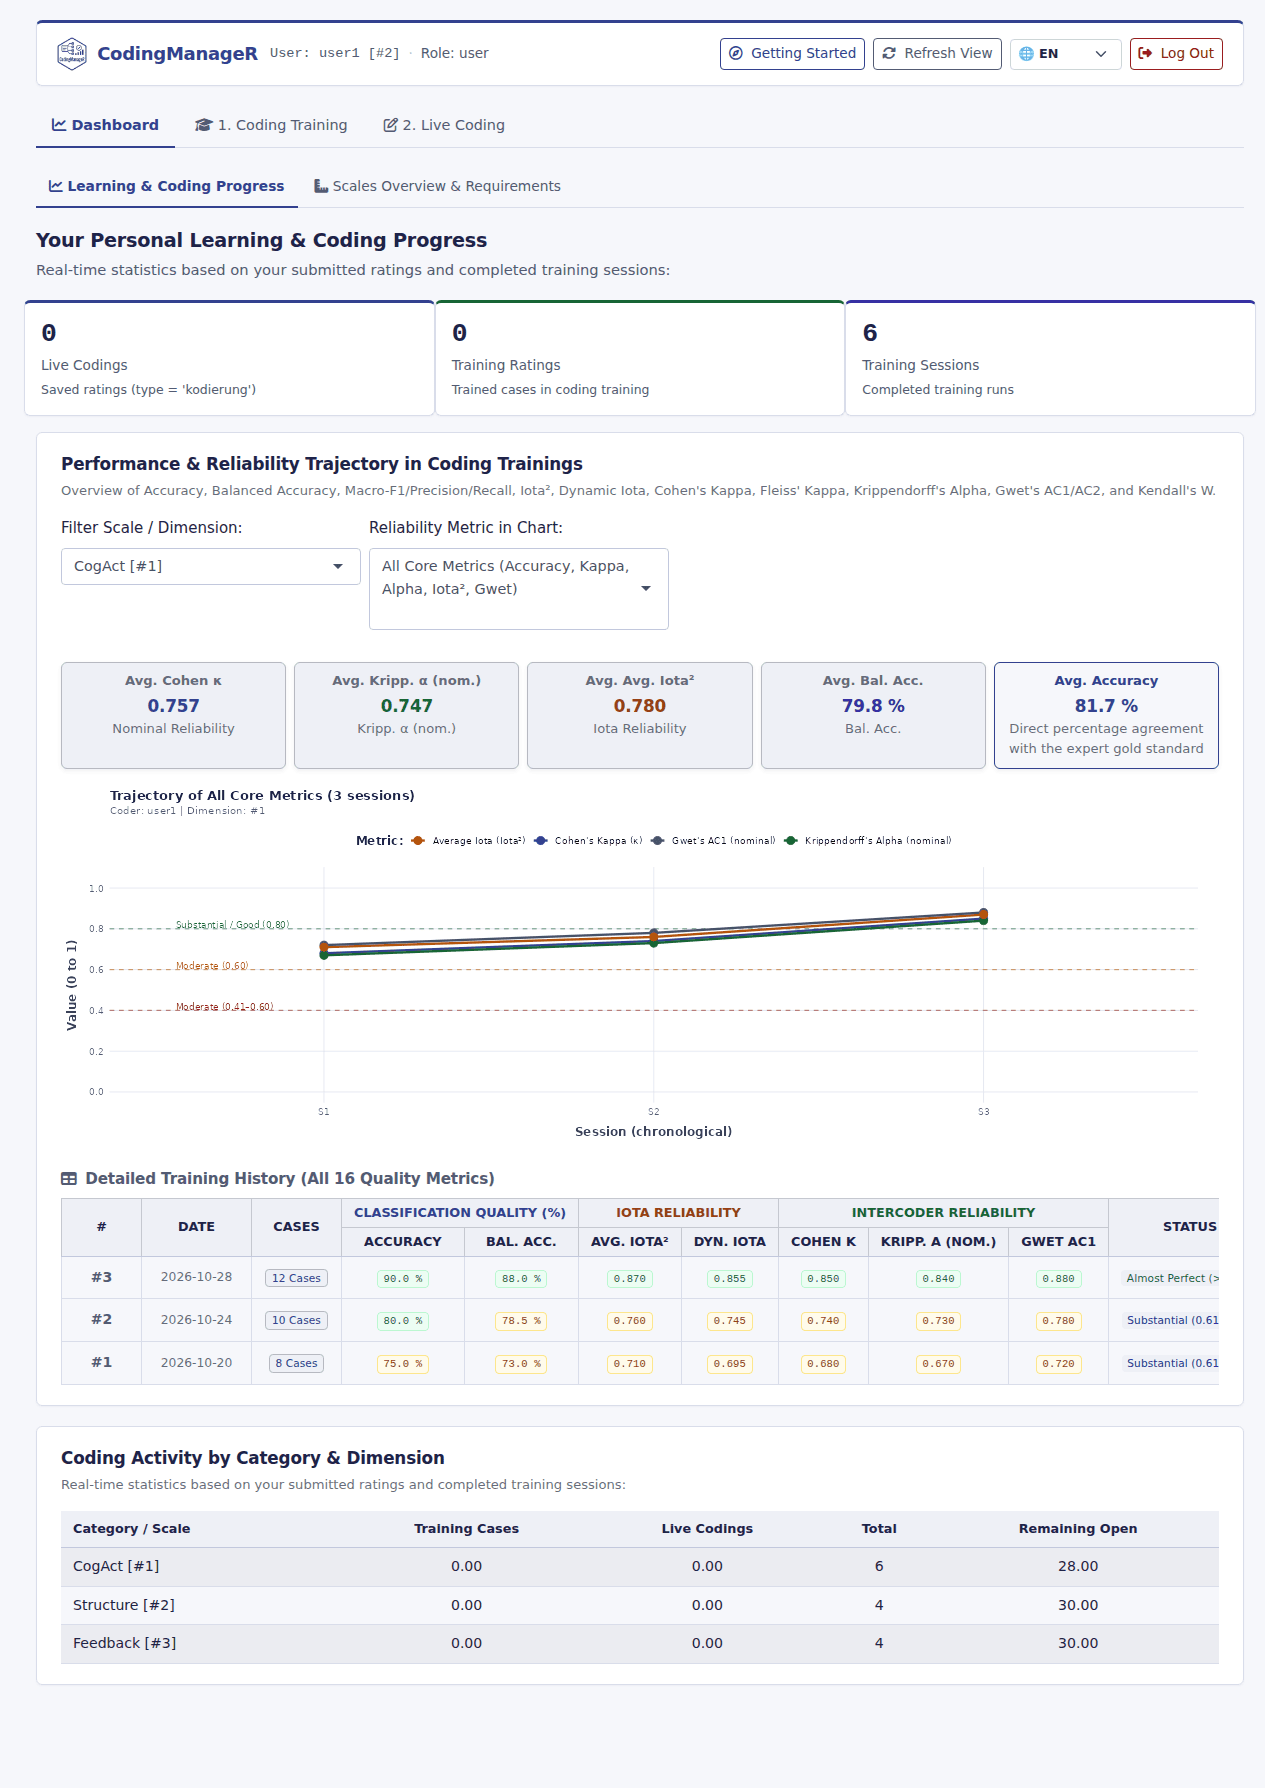 CodingManageR User: user1 [#2] · Role: user Getting Started Refresh View 🌐 EN Log Out
Dashboard 1. Coding Training 2. Live Coding
Learning & Coding Progress Scales Overview & Requirements
Your Personal Learning & Coding Progress
Real-time statistics based on your submitted ratings and completed training sessions:
0
Live Codings
Saved ratings (type = 'kodierung')
0
Training Ratings
Trained cases in coding training
6
Training Sessions
Completed training runs
Performance & Reliability Trajectory in Coding Trainings
Overview of Accuracy, Balanced Accuracy, Macro-F1/Precision/Recall, Iota², Dynamic Iota, Cohen's Kappa, Fleiss' Kappa, Krippendorff's Alpha, Gwet's AC1/AC2, and Kendall's W.
Filter Scale / Dimension:
CogAct [#1]
Reliability Metric in Chart:
All Core Metrics (Accuracy, Kappa,
Alpha, Iota², Gwet)
Avg. Cohen κ
0.757
Nominal Reliability
Avg. Kripp. α (nom.)
0.747
Kripp. α (nom.)
Avg. Avg. Iota²
0.780
Iota Reliability
Avg. Bal. Acc.
79.8 %
Bal. Acc.
Avg. Accuracy
81.7 %
Direct percentage agreement
with the expert gold standard
Trajectory of All Core Metrics (3 sessions)
Coder: user1 | Dimension: #1
Metric: Average Iota (Iota²) Cohen's Kappa (κ) Gwet's AC1 (nominal) Krippendorff's Alpha (nominal)
Value (0 to 1)
1.0
0.8
0.6
0.4
0.2
0.0
Substantial / Good (0.80)
Moderate (0.60)
Moderate (0.41–0.60)
S1 S2 S3
Session (chronological)
Detailed Training History (All 16 Quality Metrics)
# DATE CASES CLASSIFICATION QUALITY (%) IOTA RELIABILITY INTERCODER RELIABILITY STATUS
ACCURACY BAL. ACC. AVG. IOTA² DYN. IOTA COHEN Κ KRIPP. Α (NOM.) GWET AC1
#3 2026-10-28 12 Cases 90.0 % 88.0 % 0.870 0.855 0.850 0.840 0.880 Almost Perfect (>
#2 2026-10-24 10 Cases 80.0 % 78.5 % 0.760 0.745 0.740 0.730 0.780 Substantial (0.61
#1 2026-10-20 8 Cases 75.0 % 73.0 % 0.710 0.695 0.680 0.670 0.720 Substantial (0.61
Coding Activity by Category & Dimension
Real-time statistics based on your submitted ratings and completed training sessions:
Category / Scale Training Cases Live Codings Total Remaining Open
CogAct [#1] 0.00 0.00 6 28.00
Structure [#2] 0.00 0.00 4 30.00
Feedback [#3] 0.00 0.00 4 30.00